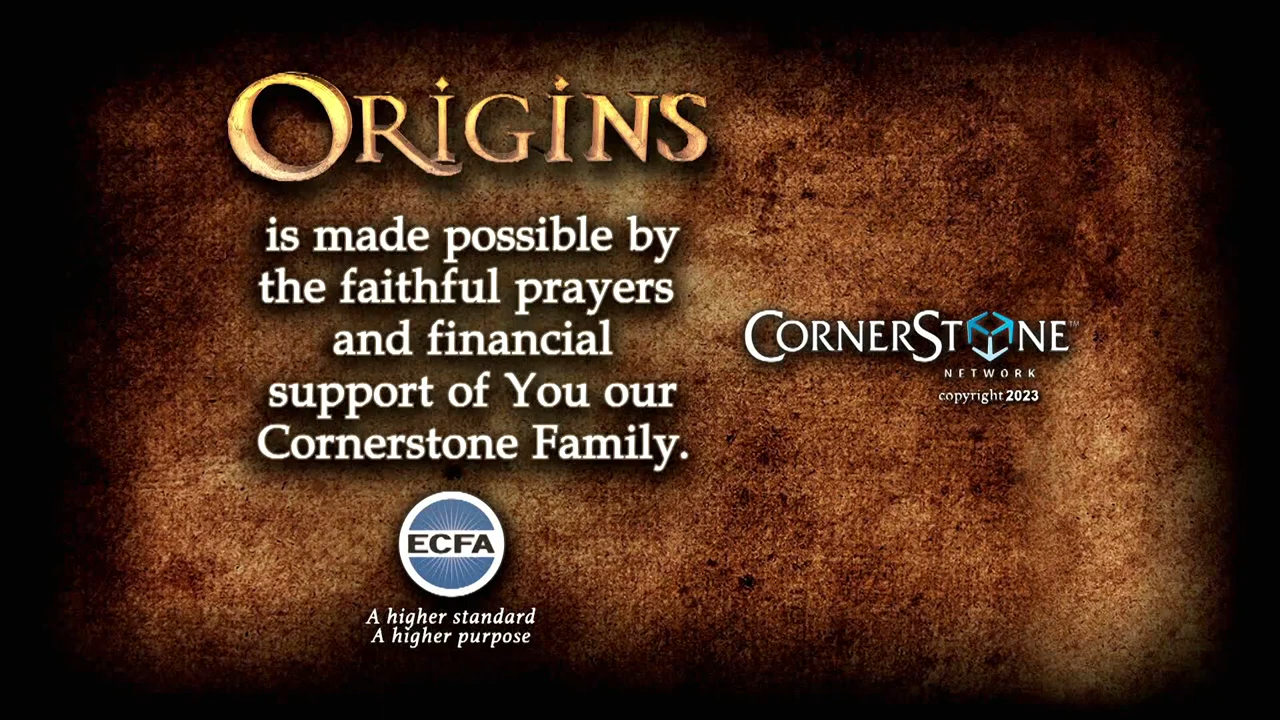 ORIGINS
is made possible by
the faithful prayers
and financial
support of You our
Cornerstone Family.
ECFA
A higher standard
A higher purpose
CORNERSTONE™
NETWORK
copyright 2023